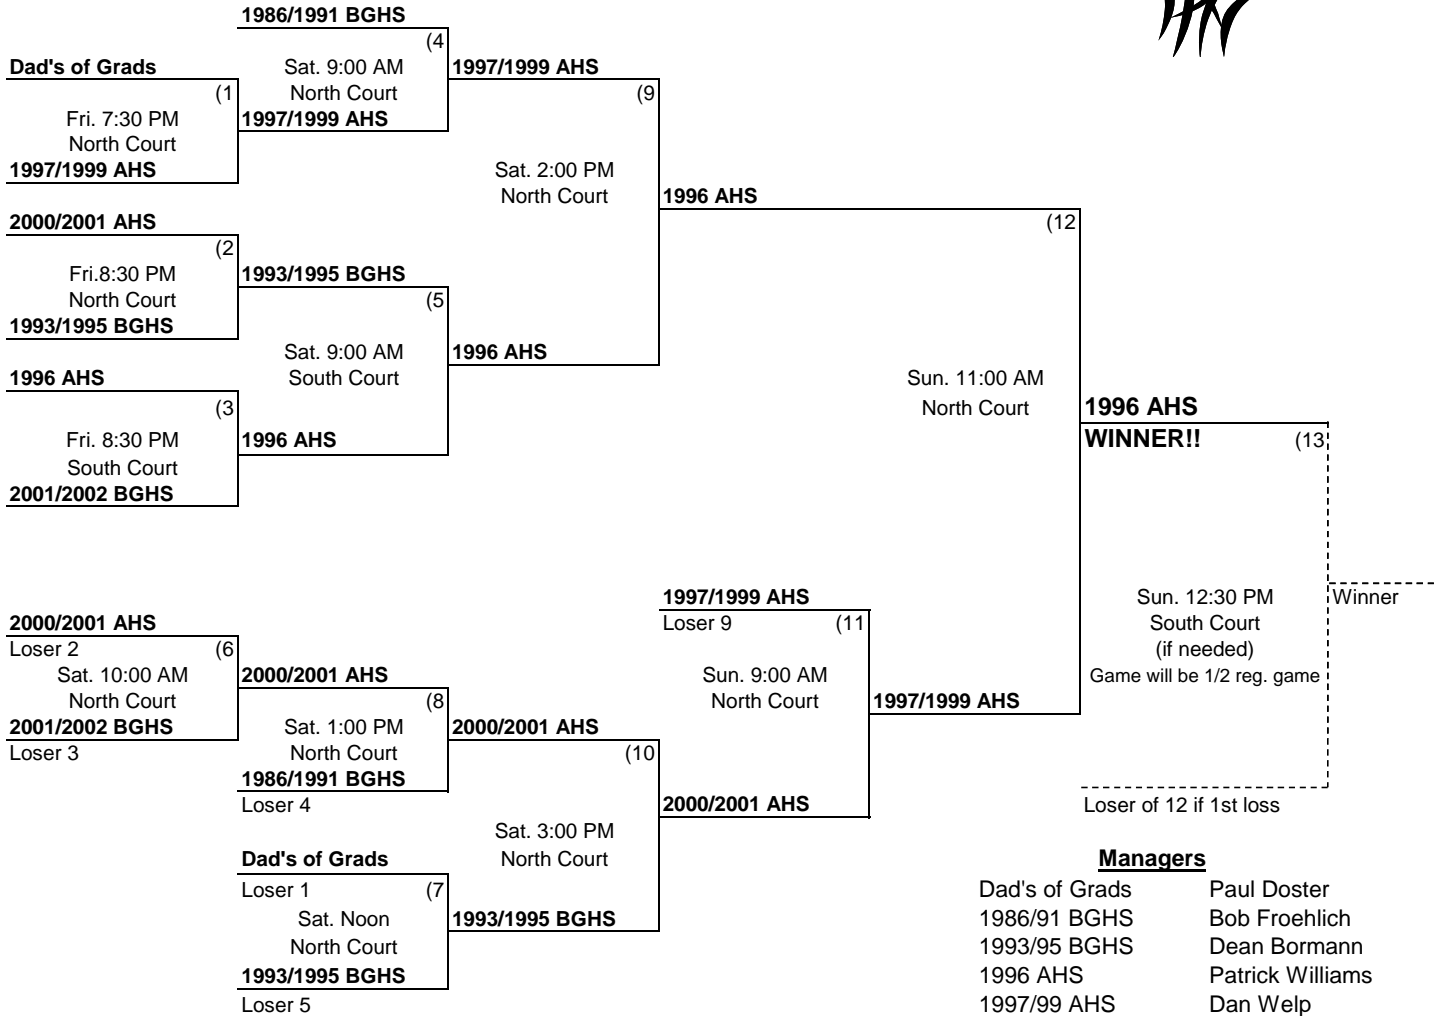 1986/1991 BGHS
(4
Dad's of Grads
Sat. 9:00 AM
1997/1999 AHS
(1
North Court
(9
Fri. 7:30 PM
1997/1999 AHS
North Court
1997/1999 AHS
Sat. 2:00 PM
North Court
1996 AHS
2000/2001 AHS
(12
(2
Fri.8:30 PM
1993/1995 BGHS
North Court
(5
1993/1995 BGHS
Sat. 9:00 AM
1996 AHS
1996 AHS
South Court
Sun. 11:00 AM
(3
North Court
1996 AHS
Fri. 8:30 PM
1996 AHS
WINNER!!
(13
South Court
2001/2002 BGHS
1997/1999 AHS
Sun. 12:30 PM
Winner
2000/2001 AHS
Loser 9
(11
South Court
Loser 2
(6
(if needed)
Sat. 10:00 AM
2000/2001 AHS
Sun. 9:00 AM
Game will be 1/2 reg. game
North Court
(8
North Court
1997/1999 AHS
2001/2002 BGHS
Sat. 1:00 PM
2000/2001 AHS
Loser 3
North Court
(10
1986/1991 BGHS
Loser 4
2000/2001 AHS
Loser of 12 if 1st loss
Sat. 3:00 PM
Dad's of Grads
North Court
Managers
Loser 1
(7
Dad's of Grads Paul Doster
Sat. Noon
1993/1995 BGHS
1986/91 BGHS Bob Froehlich
North Court
1993/95 BGHS Dean Bormann
1993/1995 BGHS
1996 AHS Patrick Williams
Loser 5
1997/99 AHS Dan Welp